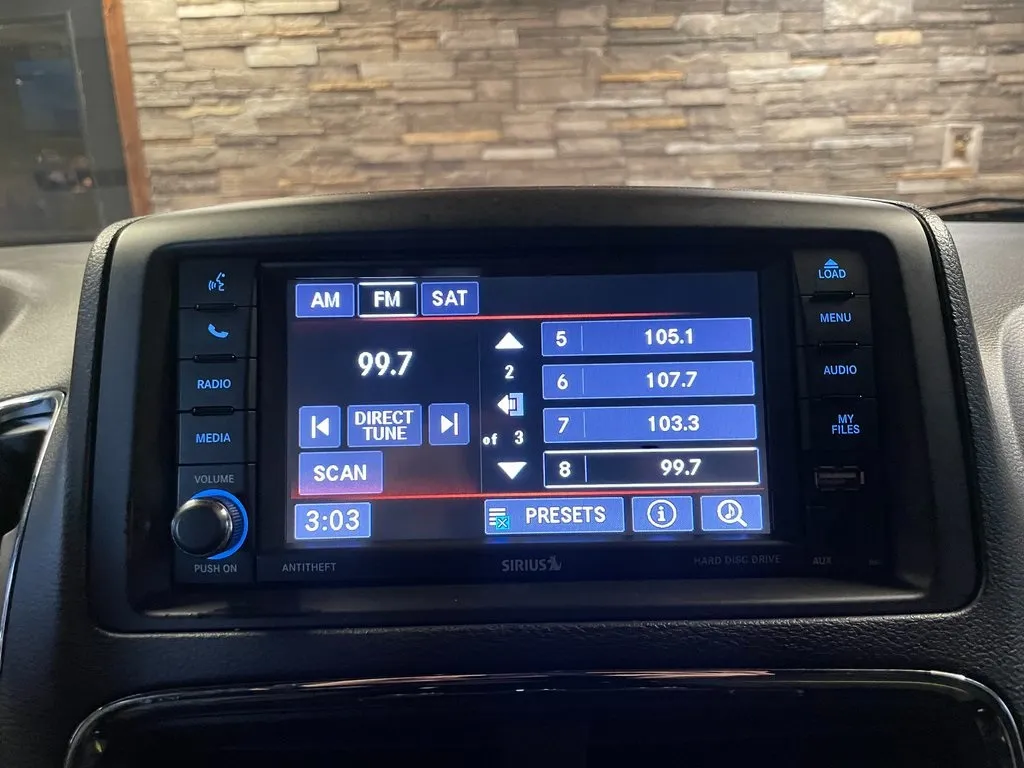 AM
FM
SAT
99.7
DIRECT
TUNE
SCAN
3:03
2
of 3
5 105.1
6 107.7
7 103.3
8 99.7
PRESETS
i
RADIO
MEDIA
VOLUME
PUSH ON
LOAD
MENU
AUDIO
MY
FILES
ANTITHEFT
SIRIUS
HARD DISC DRIVE
AUX